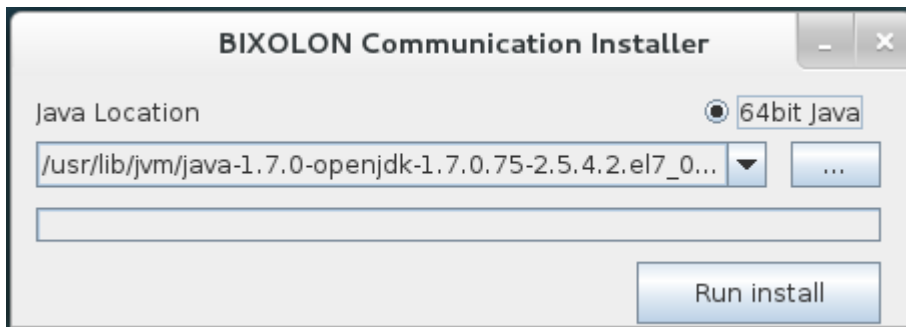 BIXOLON Communication Installer
Java Location
64bit Java
/usr/lib/jvm/java-1.7.0-openjdk-1.7.0.75-2.5.4.2.el7_0...
...
Run install